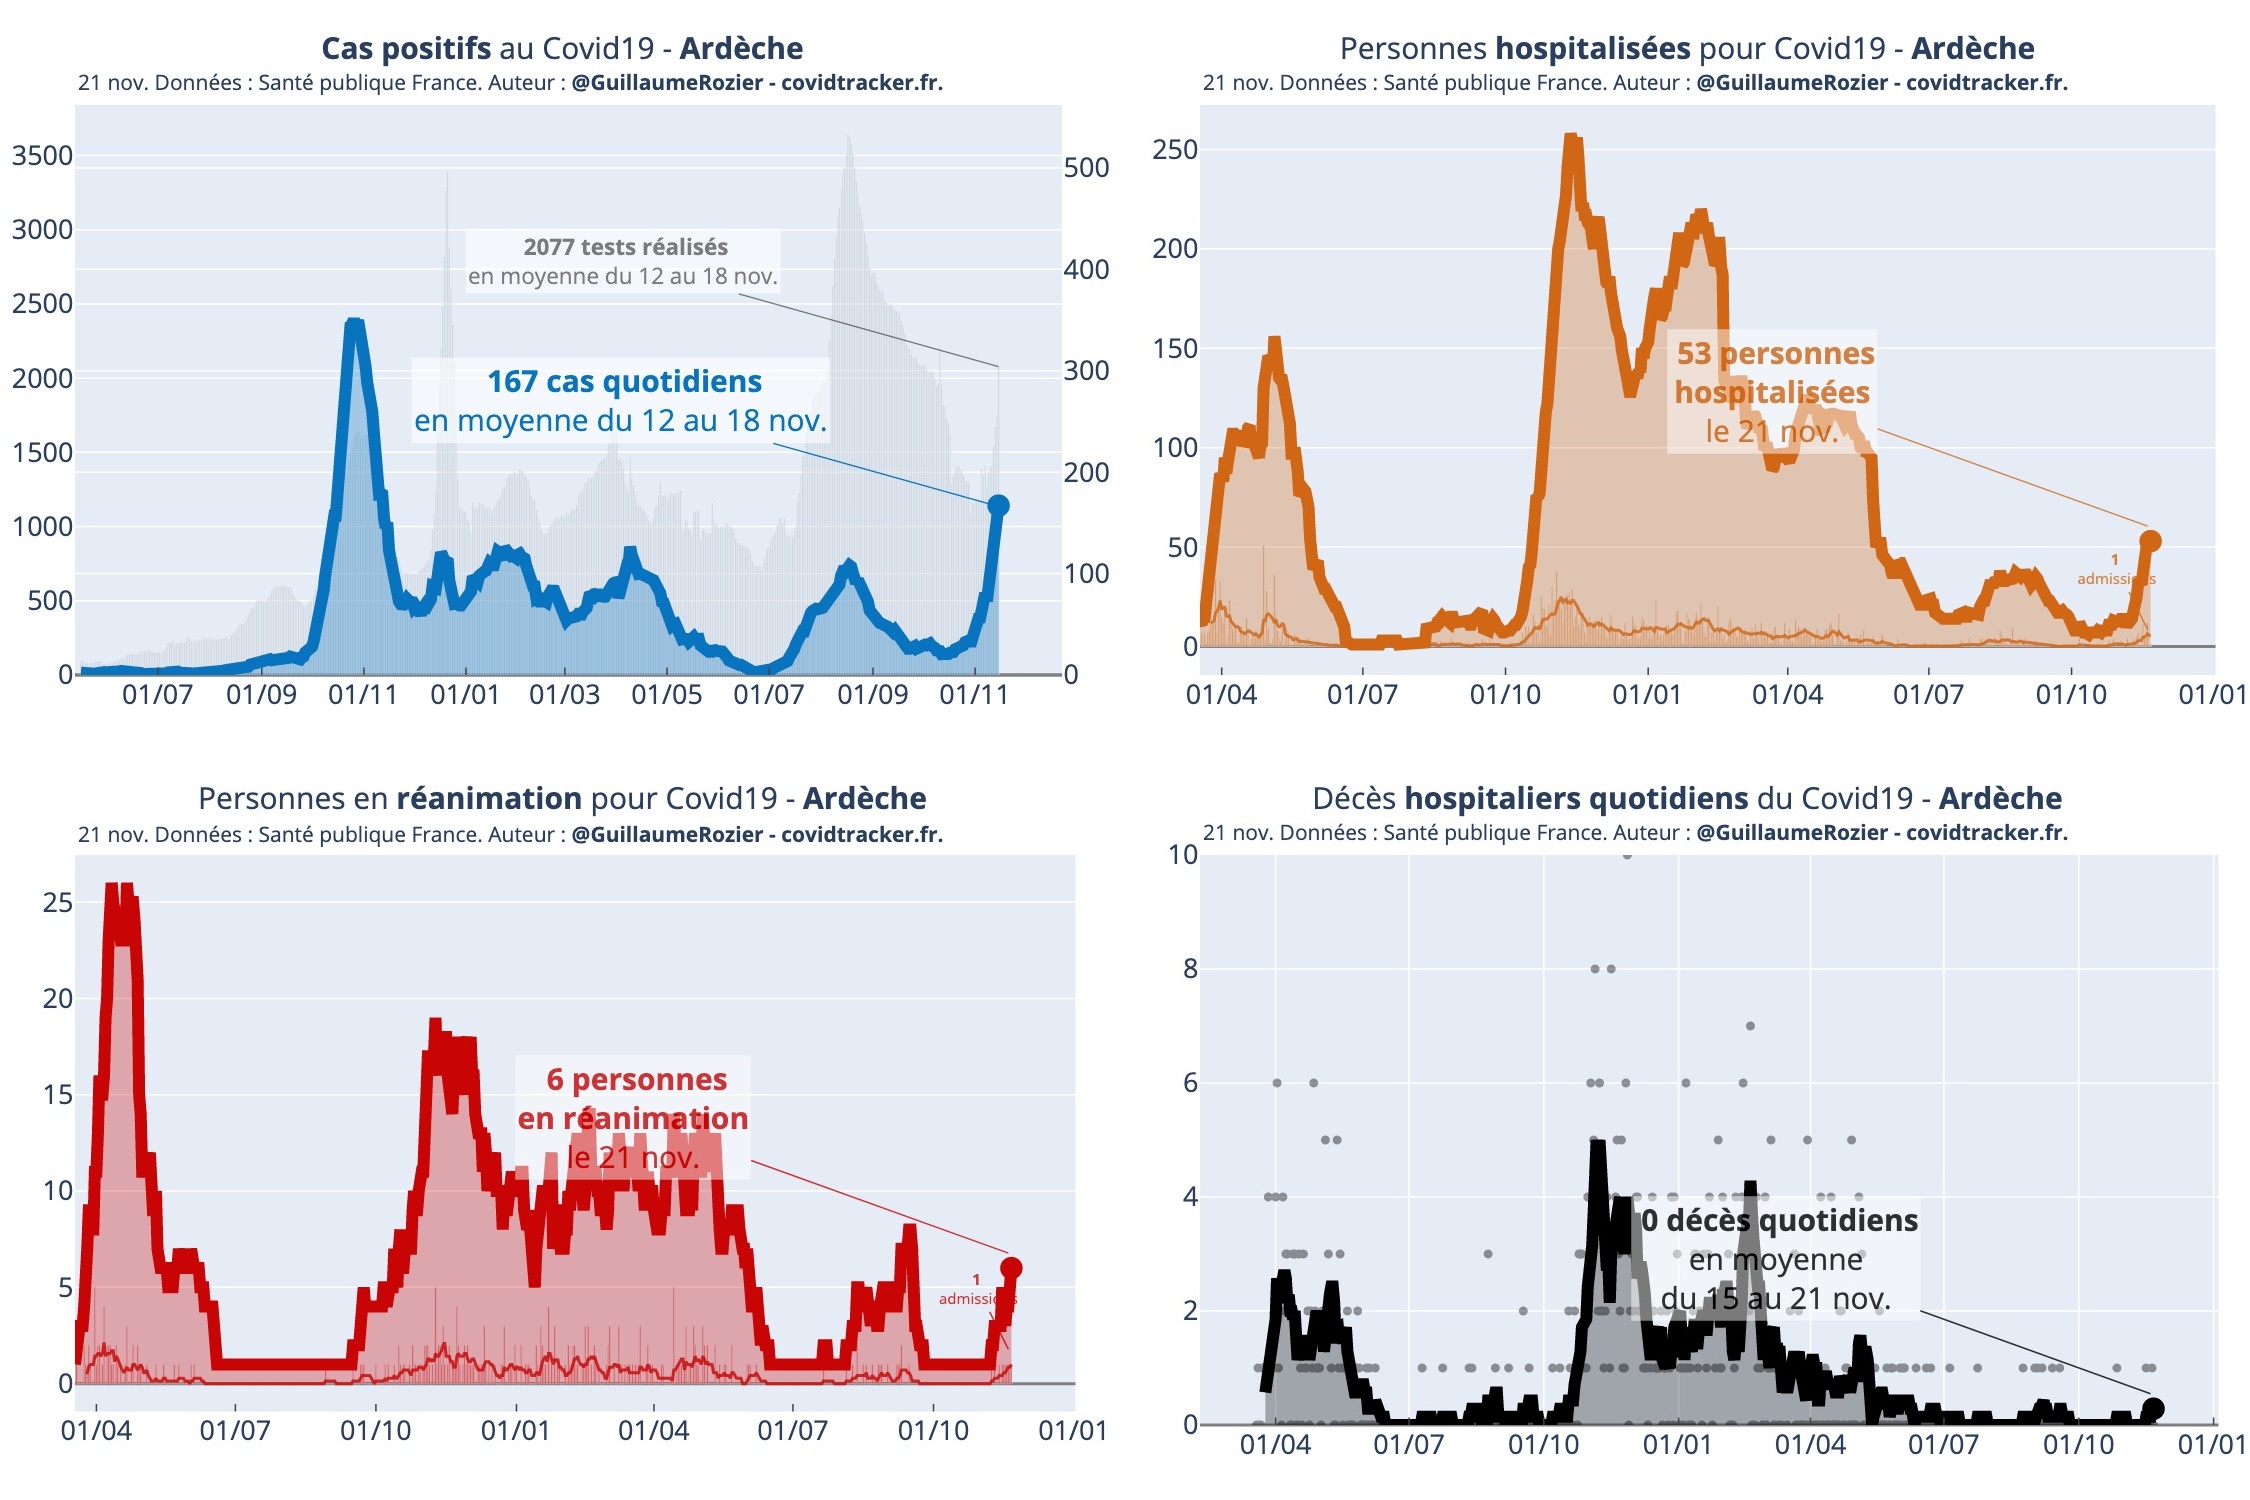 Cas positifs au Covid19 - Ardèche
21 nov. Données : Santé publique France. Auteur : @GuillaumeRozier - covidtracker.fr.
3500
3000
2500
2000
1500
1000
500
0
500
400
300
200
100
0
2077 tests réalisés
en moyenne du 12 au 18 nov.
167 cas quotidiens
en moyenne du 12 au 18 nov.
01/07 01/09 01/11 01/01 01/03 01/05 01/07 01/09 01/11
Personnes hospitalisées pour Covid19 - Ardèche
21 nov. Données : Santé publique France. Auteur : @GuillaumeRozier - covidtracker.fr.
250
200
150
100
50
0
53 personnes
hospitalisées
le 21 nov.
1
admissions
01/04 01/07 01/10 01/01 01/04 01/07 01/10 01/01
Personnes en réanimation pour Covid19 - Ardèche
21 nov. Données : Santé publique France. Auteur : @GuillaumeRozier - covidtracker.fr.
25
20
15
10
5
0
6 personnes
en réanimation
le 21 nov.
1
admissions
01/04 01/07 01/10 01/01 01/04 01/07 01/10 01/01
Décès hospitaliers quotidiens du Covid19 - Ardèche
21 nov. Données : Santé publique France. Auteur : @GuillaumeRozier - covidtracker.fr.
10
8
6
4
2
0
0 décès quotidiens
en moyenne
du 15 au 21 nov.
01/04 01/07 01/10 01/01 01/04 01/07 01/10 01/01